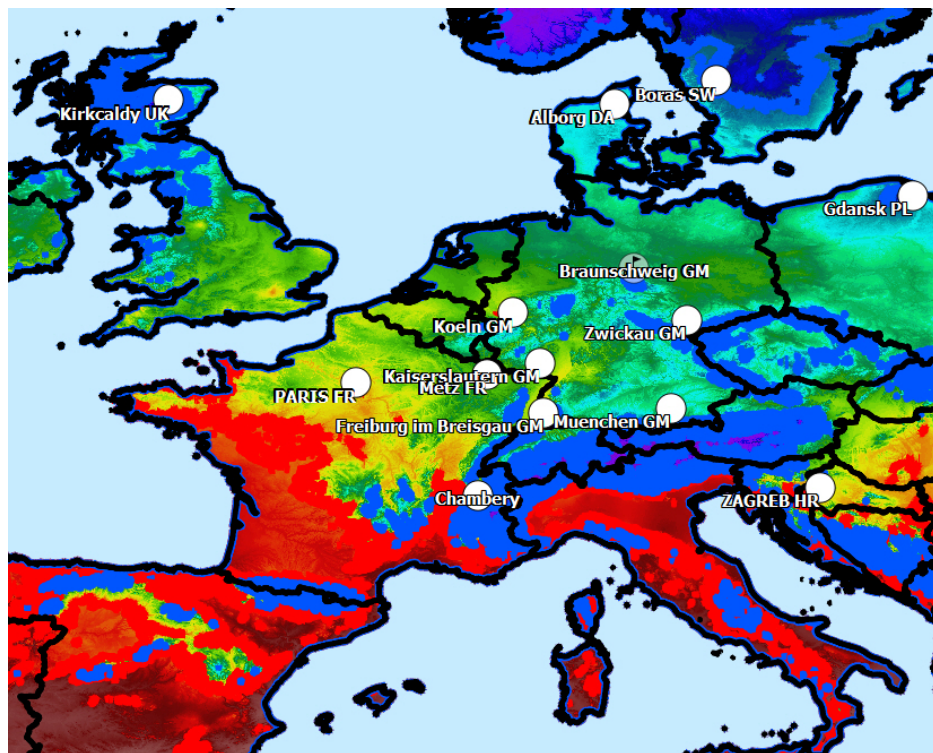 Boras SW
Kirkcaldy UK
Alborg DA
Gdansk PL
Braunschweig GM
Koeln GM
Zwickau GM
Kaiserslautern GM
Metz FR
PARIS FR
Freiburg im Breisgau GM
Muenchen GM
Chambery
ZAGREB HR